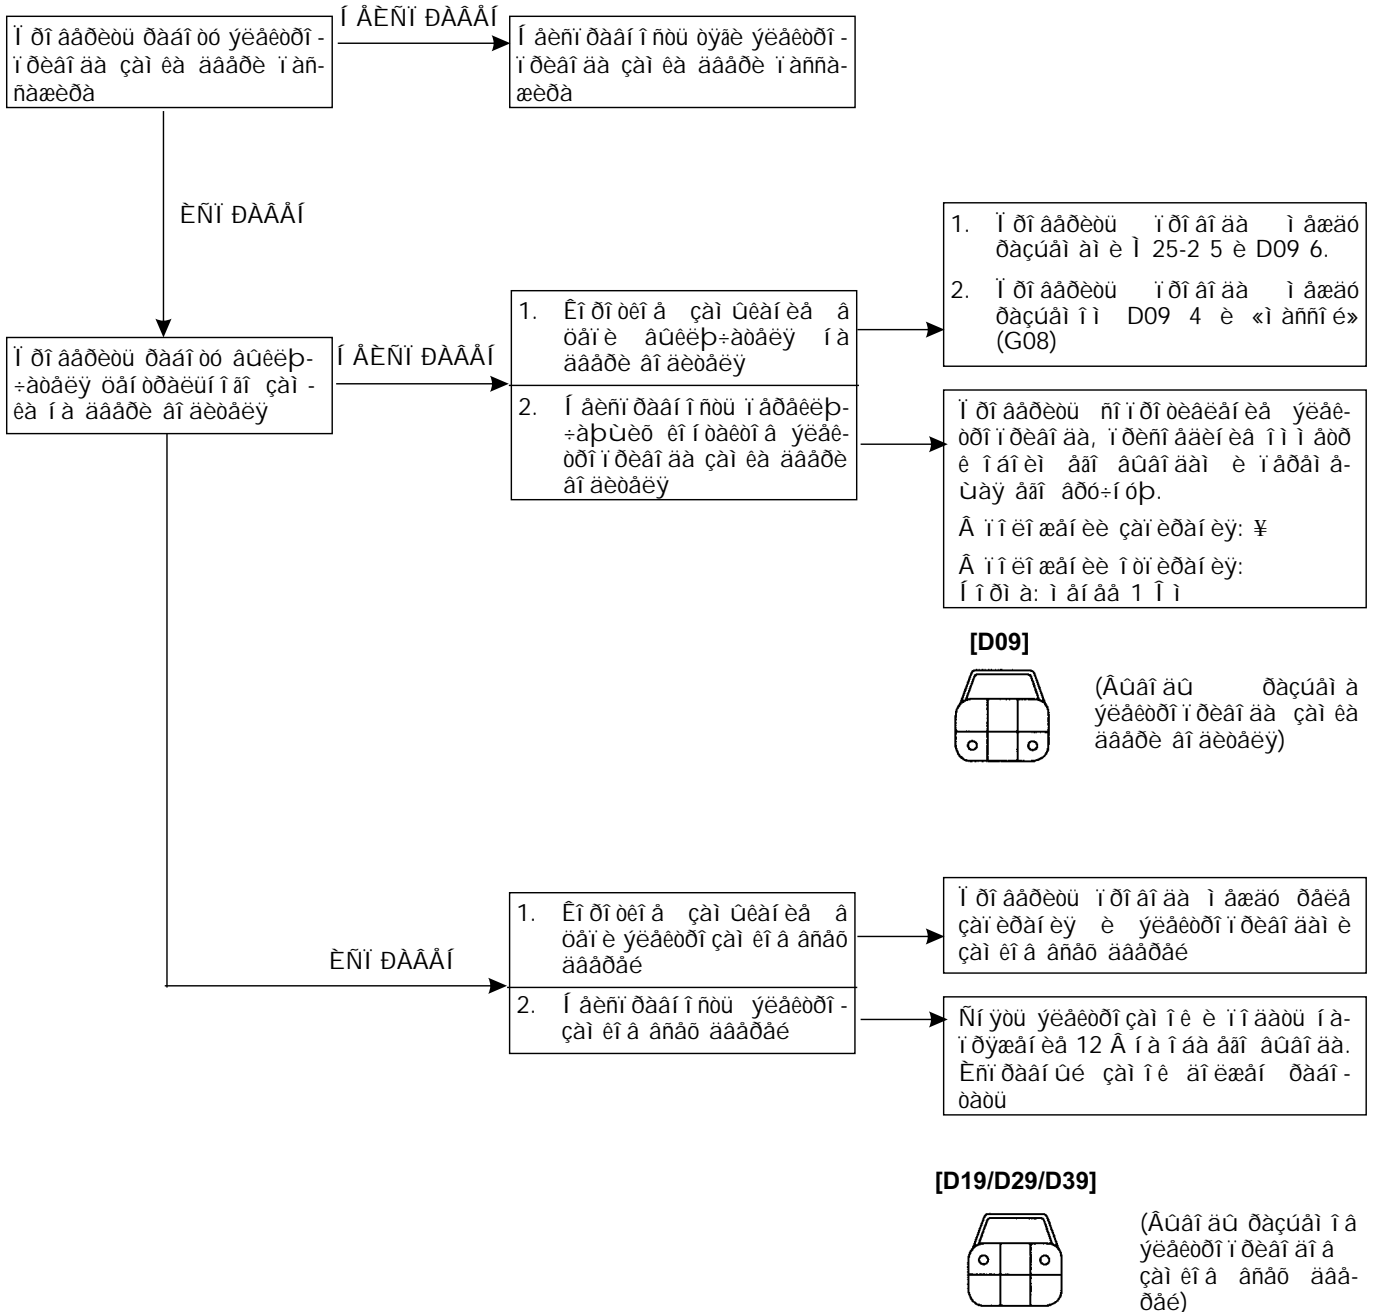 Ï ðî âåðèòü ðàáî òó ýëåêòðî -
ï ðèâî äà çàì êà äâåðè ï àñ-
ñàæèðà
Í ÅÈÑÏ ÐÀÂÅÍ
Í åèñï ðàâí î ñòü òÿãè ýëåêòðî -
ï ðèâî äà çàì êà äâåðè ï àññà-
æèðà
ÈÑÏ ÐÀÂÅÍ
Ï ðî âåðèòü ðàáî òó âûêëþ-
÷àòåëÿ öåí òðàëüí î ãî çàì -
êà í à äâåðè âî äèòåëÿ
Í ÅÈÑÏ ÐÀÂÅÍ
1. Êî ðî òêî å çàì ûêàí èå â
öåï è âûêëþ÷àòåëÿ í à
äâåðè âî äèòåëÿ
2. Í åèñï ðàâí î ñòü ï åðåêëþ-
÷àþùèõ êî í òàêòî â ýëåê-
òðî ï ðèâî äà çàì êà äâåðè
âî äèòåëÿ
1. Ï ðî âåðèòü ï ðî âî äà ì åæäó
ðàçúåì àì è Ì 25-2 5 è D09 6.
2. Ï ðî âåðèòü ï ðî âî äà ì åæäó
ðàçúåì î ì D09 4 è «ì àññî é»
(G08)
Ï ðî âåðèòü ñî ï ðî òèâëåí èå ýëåê-
òðî ï ðèâî äà, ï ðèñî åäèí èâ î ì ì åòð
ê î áî èì åãî âûâî äàì è ï åðåì å-
ùàÿ åãî âðó÷í óþ.
Â ï î ëî æåí èè çàï èðàí èÿ: ¥
Â ï î ëî æåí èè î òï èðàí èÿ:
Í î ðì à: ì åí åå 1 Î ì
[D09]
(Âûâî äû ðàçúåì à
ýëåêòðî ï ðèâî äà çàì êà
äâåðè âî äèòåëÿ)
ÈÑÏ ÐÀÂÅÍ
1. Êî ðî òêî å çàì ûêàí èå â
öåï è ýëåêòðî çàì êî â âñåõ
äâåðåé
2. Í åèñï ðàâí î ñòü ýëåêòðî -
çàì êî â âñåõ äâåðåé
Ï ðî âåðèòü ï ðî âî äà ì åæäó ðåëå
çàï èðàí èÿ è ýëåêòðî ï ðèâî äàì è
çàì êî â âñåõ äâåðåé
Ñí ÿòü ýëåêòðî çàì î ê è ï î äàòü í à-
ï ðÿæåí èå 12 Â í à î áà åãî âûâî äà.
Èñï ðàâí ûé çàì î ê äî ëæåí ðàáî -
òàòü
[D19/D29/D39]
(Âûâî äû ðàçúåì î â
ýëåêòðî ï ðèâî äî â
çàì êî â âñåõ äâå-
ðåé)